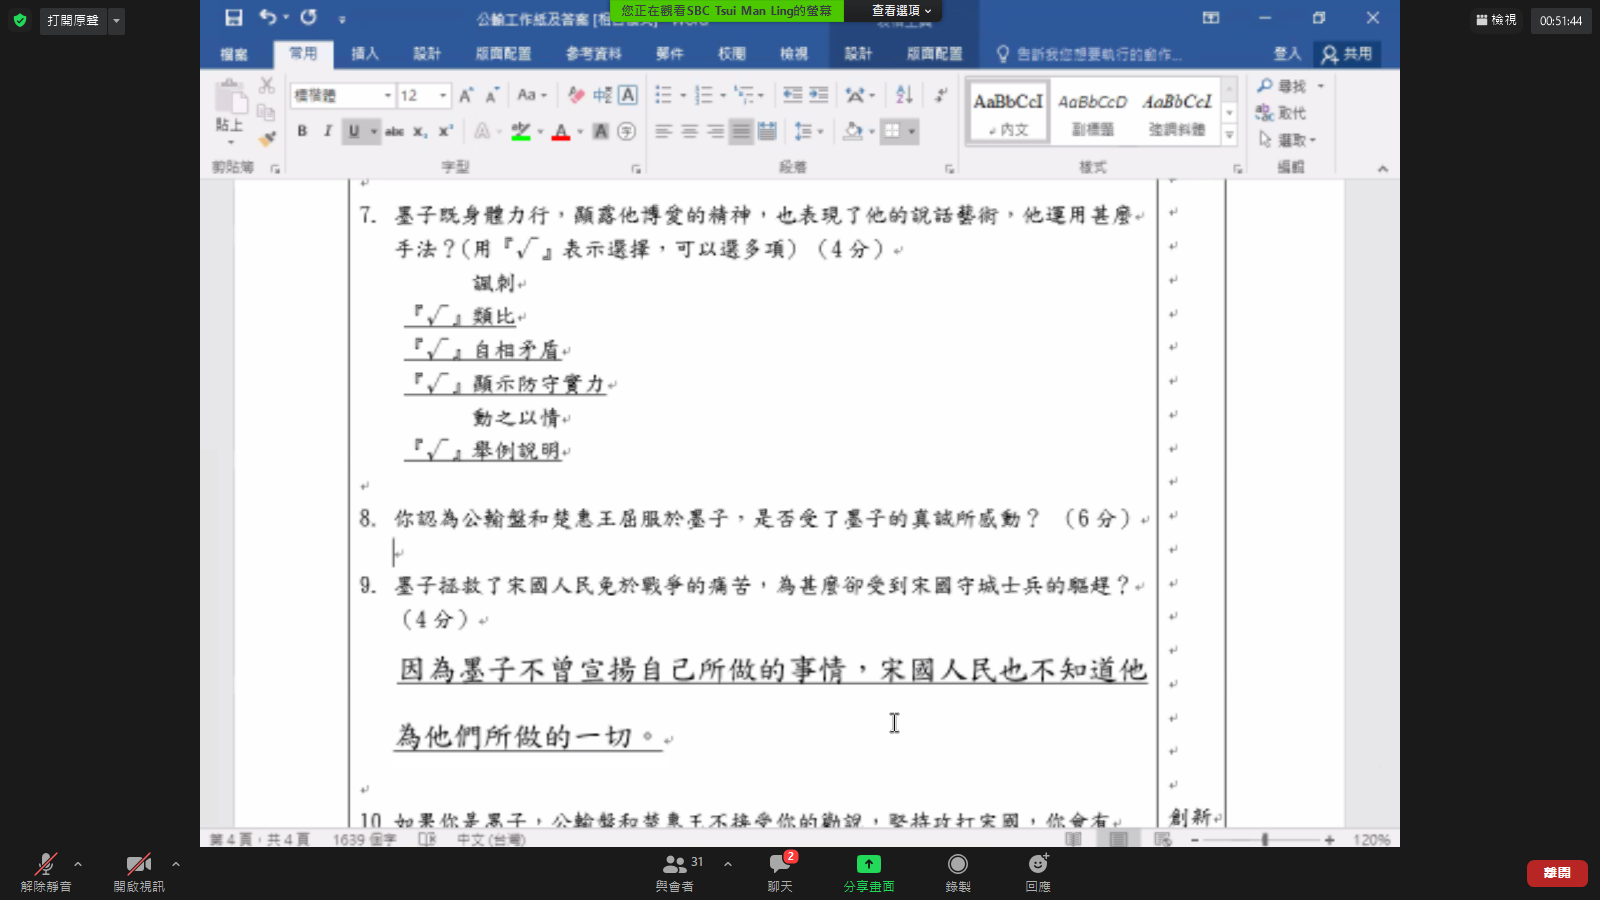 打開原聲
您正在觀看SBC Tsui Man Ling的螢幕
查看選項
檢視
00:51:44
公輸工作紙及答案
檔案 常用 插入 設計 版面配置 參考資料 郵件 校閱 檢視 設計 版面配置 告訴我您想要執行的動作... 登入 共用
貼上
標楷體 12
AaBbCcI AaBbCcD AaBbCcL
內文 副標題 強調斜體
尋找
取代
選取
剪貼簿 字型 段落 樣式 編輯
7. 墨子既身體力行，顯露他博愛的精神，也表現了他的說話藝術，他運用甚麼
手法？(用『√』表示選擇，可以選多項) （4分）
諷刺
『√』類比
『√』自相矛盾
『√』顯示防守實力
動之以情
『√』舉例說明
8. 你認為公輸盤和楚惠王屈服於墨子，是否受了墨子的真誠所感動？ （6分）
9. 墨子拯救了宋國人民免於戰爭的痛苦，為甚麼卻受到宋國守城士兵的驅趕？
（4分）
因為墨子不曾宣揚自己所做的事情，宋國人民也不知道他
為他們所做的一切。
10 如果你是墨子，公輸盤和楚惠王不接受你的勸說，堅持攻打宋國，你會有
創新
第 4 頁，共 4 頁 1639 個字 中文 (台灣) 120%
解除靜音
開啟視訊
31
與會者
2
聊天
分享畫面
錄製
回應
離開